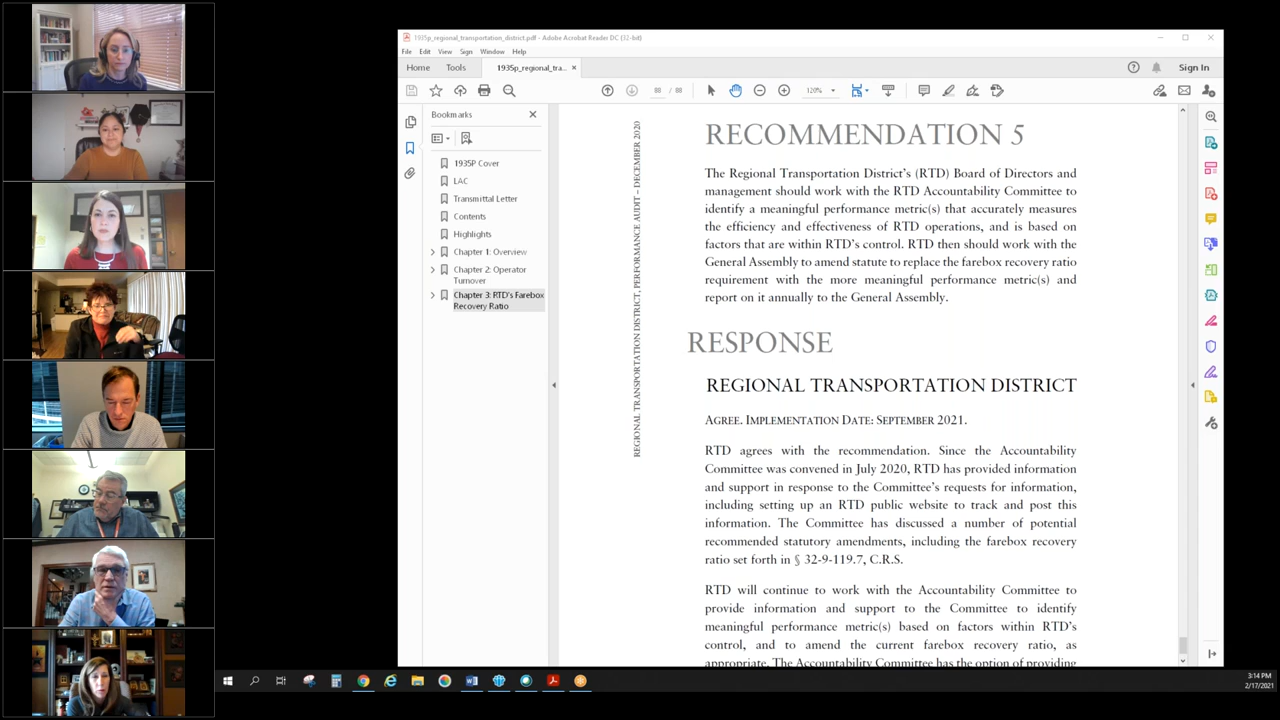 1935p_regional_transportation_district.pdf - Adobe Acrobat Reader DC (32-bit)
File Edit View Sign Window Help
Home Tools 1935p_regional_tra... × Sign In
88 / 88 120%
Bookmarks
1935P Cover
LAC
Transmittal Letter
Contents
Highlights
Chapter 1: Overview
Chapter 2: Operator
Turnover
Chapter 3: RTD's Farebox
Recovery Ratio
REGIONAL TRANSPORTATION DISTRICT, PERFORMANCE AUDIT – DECEMBER 2020
RECOMMENDATION 5
The Regional Transportation District's (RTD) Board of Directors and
management should work with the RTD Accountability Committee to
identify a meaningful performance metric(s) that accurately measures
the efficiency and effectiveness of RTD operations, and is based on
factors that are within RTD's control. RTD then should work with the
General Assembly to amend statute to replace the farebox recovery ratio
requirement with the more meaningful performance metric(s) and
report on it annually to the General Assembly.
RESPONSE
REGIONAL TRANSPORTATION DISTRICT
AGREE. IMPLEMENTATION DATE: SEPTEMBER 2021.
RTD agrees with the recommendation. Since the Accountability
Committee was convened in July 2020, RTD has provided information
and support in response to the Committee's requests for information,
including setting up an RTD public website to track and post this
information. The Committee has discussed a number of potential
recommended statutory amendments, including the farebox recovery
ratio set forth in § 32-9-119.7, C.R.S.
RTD will continue to work with the Accountability Committee to
provide information and support to the Committee to identify
meaningful performance metric(s) based on factors within RTD's
control, and to amend the current farebox recovery ratio, as
appropriate. The Accountability Committee has the option of providing
3:14 PM
2/17/2021